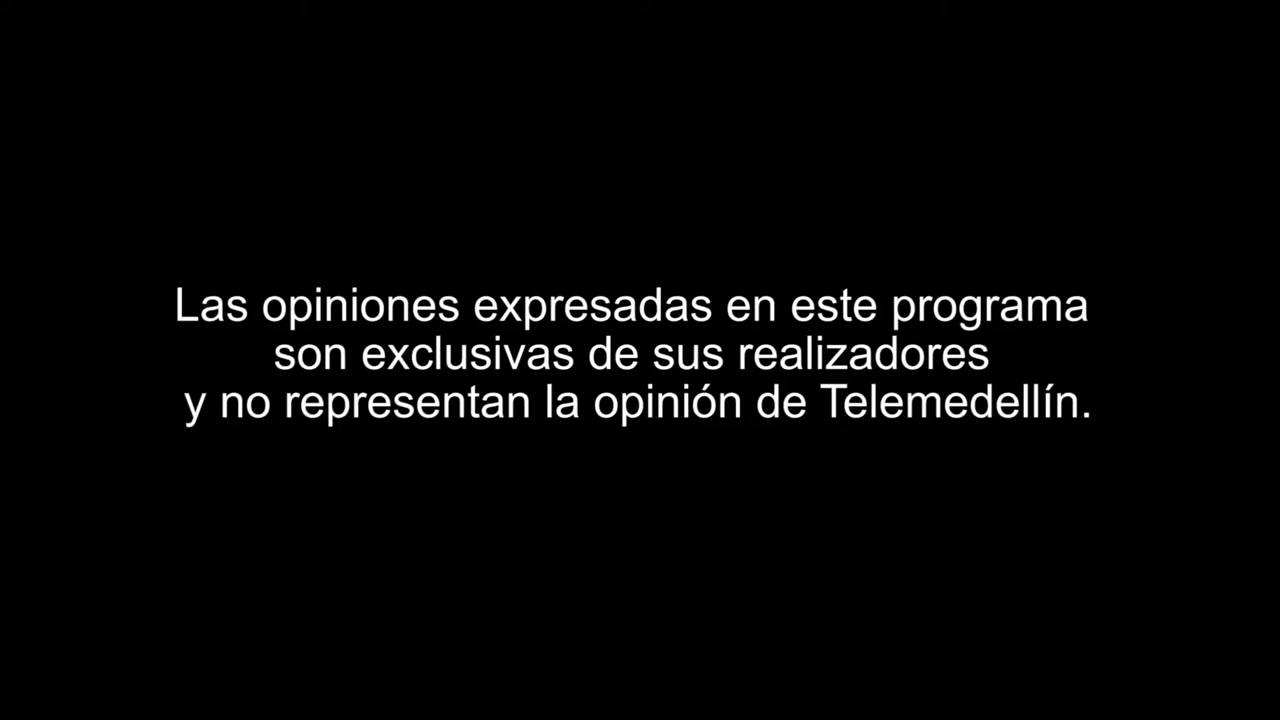 Las opiniones expresadas en este programa
son exclusivas de sus realizadores
y no representan la opinión de Telemedellín.